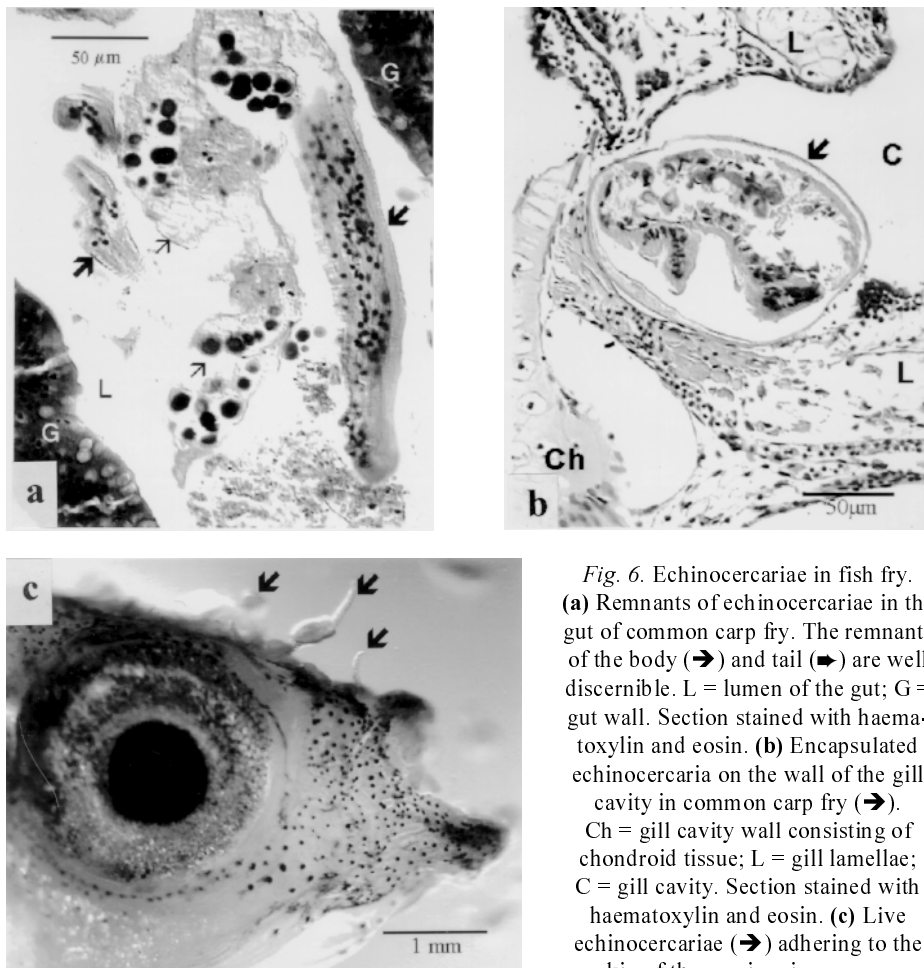 50 µm
G
L
G
a
L
C
L
Ch
b
50µm
c
1 mm
Fig. 6. Echinocercariae in fish fry.
(a) Remnants of echinocercariae in th
gut of common carp fry. The remnant
of the body (➔) and tail (➨) are well
discernible. L = lumen of the gut; G =
gut wall. Section stained with haema-
toxylin and eosin. (b) Encapsulated
echinocercaria on the wall of the gill
cavity in common carp fry (➔).
Ch = gill cavity wall consisting of
chondroid tissue; L = gill lamellae;
C = gill cavity. Section stained with
haematoxylin and eosin. (c) Live
echinocercariae (➔) adhering to the